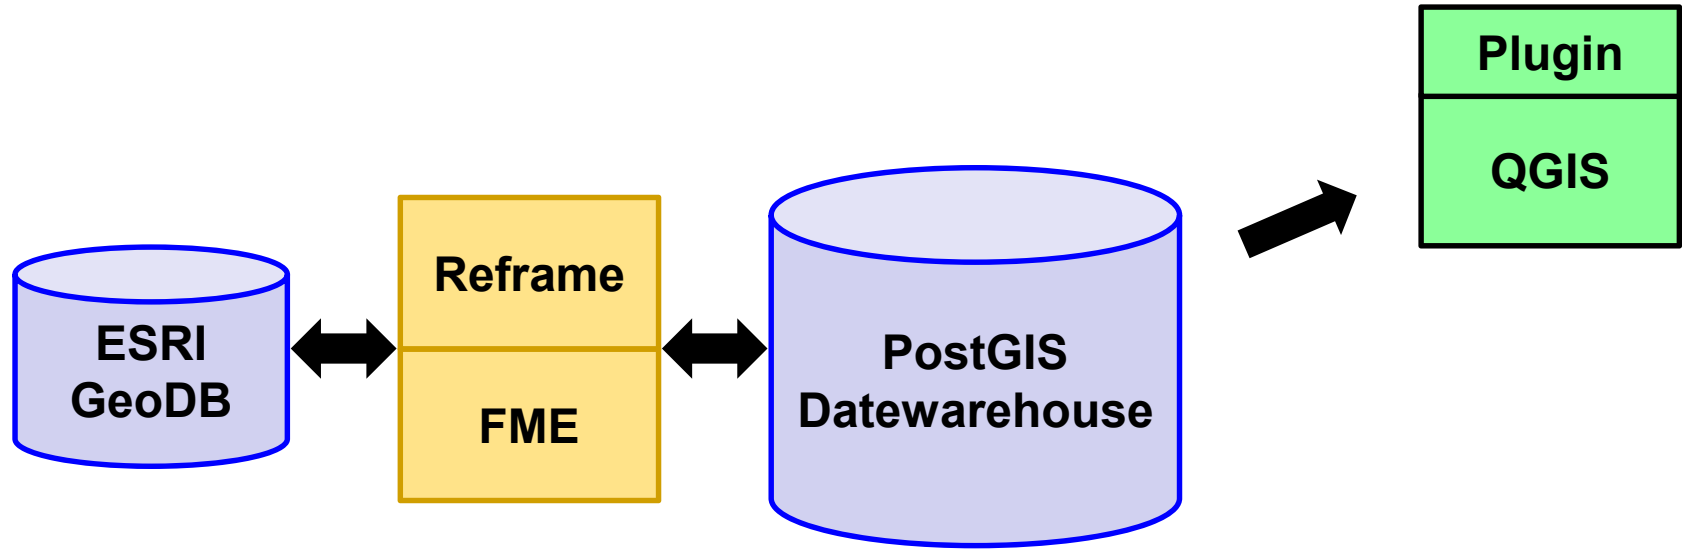 Plugin
QGIS
Reframe
FME
ESRI
GeoDB
PostGIS
Datewarehouse